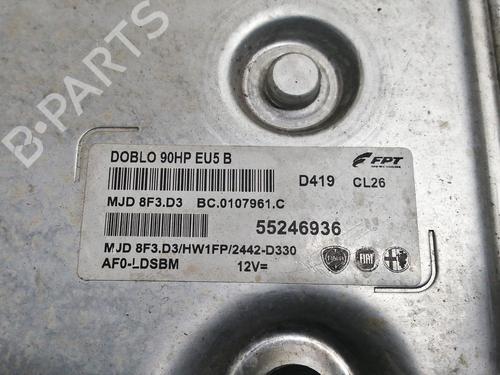 B-PARTS
DOBLO 90HP EU5 B
FPT
D419 CL26
MJD 8F3.D3 BC.0107961.C
55246936
MJD 8F3.D3/HW1FP/2442-D330
AF0-LDSBM 12V=
FIAT